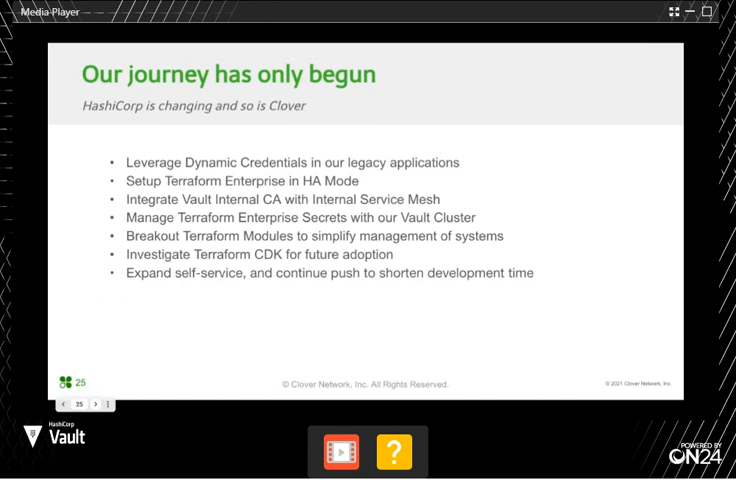 Media Player
Our journey has only begun
HashiCorp is changing and so is Clover
• Leverage Dynamic Credentials in our legacy applications
• Setup Terraform Enterprise in HA Mode
• Integrate Vault Internal CA with Internal Service Mesh
• Manage Terraform Enterprise Secrets with our Vault Cluster
• Breakout Terraform Modules to simplify management of systems
• Investigate Terraform CDK for future adoption
• Expand self-service, and continue push to shorten development time
25
© Clover Network, Inc. All Rights Reserved.
© 2021 Clover Network, Inc.
25
HashiCorp
Vault
?
POWERED BY
ON24